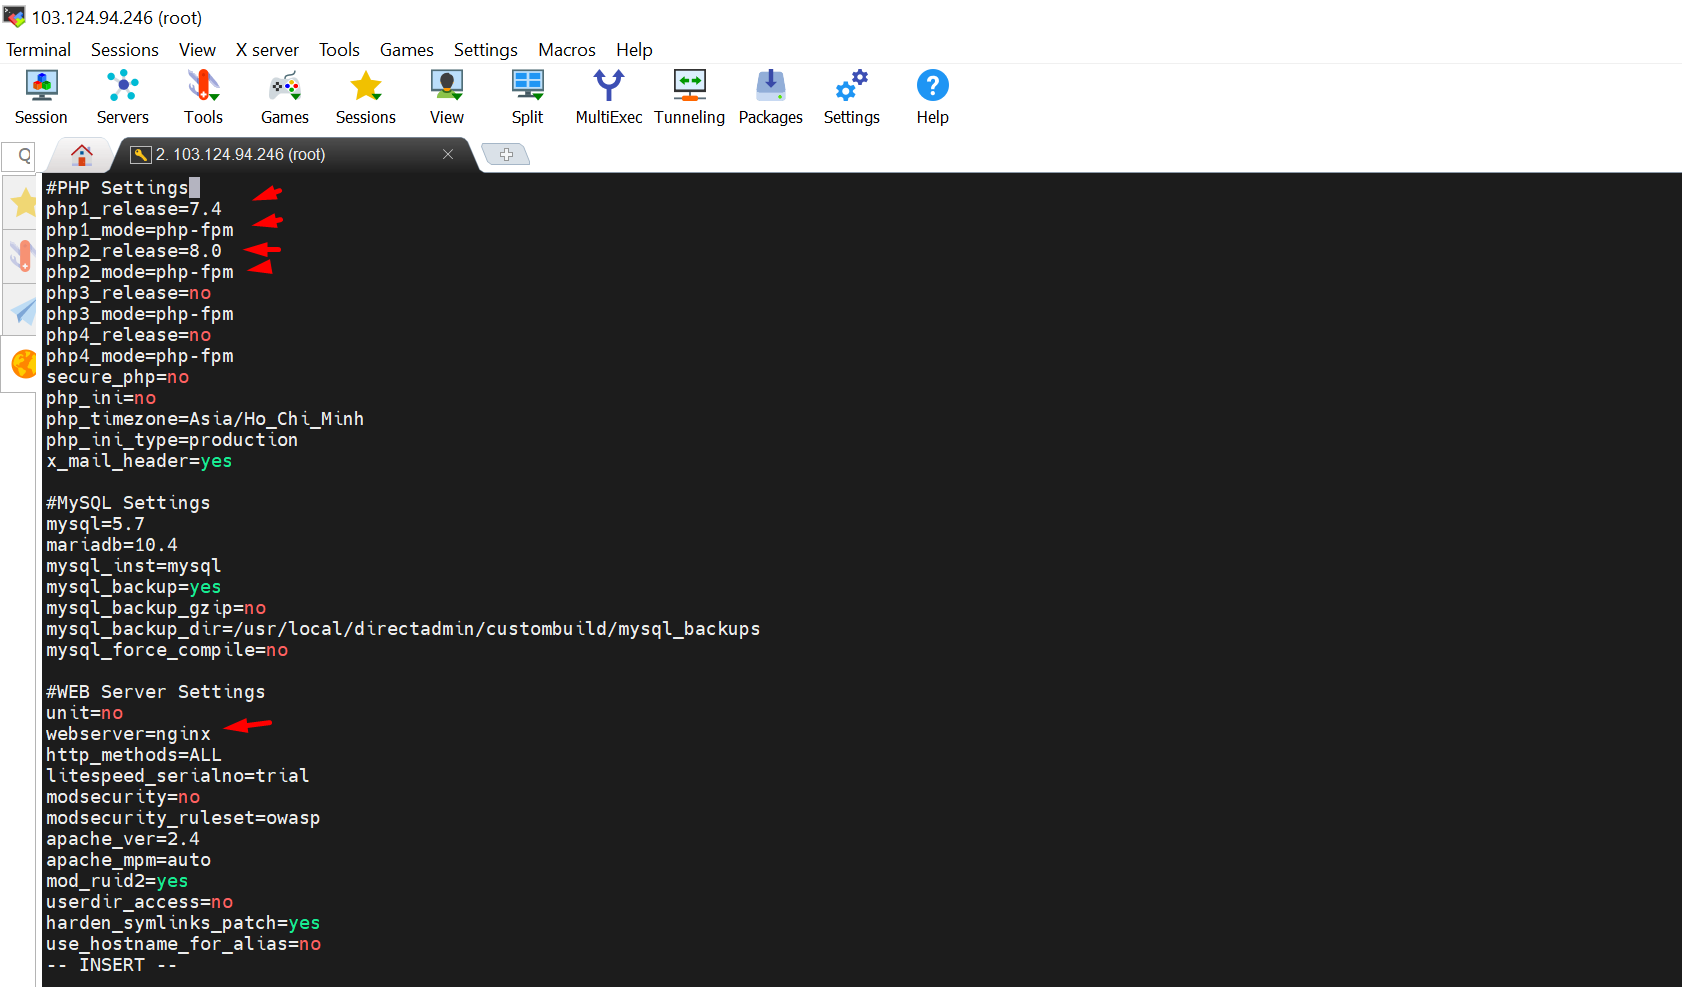 103.124.94.246 (root)
Terminal Sessions View X server Tools Games Settings Macros Help
Session Servers Tools Games Sessions View Split MultiExec Tunneling Packages Settings Help
2. 103.124.94.246 (root)
#PHP Settings
php1_release=7.4
php1_mode=php-fpm
php2_release=8.0
php2_mode=php-fpm
php3_release=no
php3_mode=php-fpm
php4_release=no
php4_mode=php-fpm
secure_php=no
php_ini=no
php_timezone=Asia/Ho_Chi_Minh
php_ini_type=production
x_mail_header=yes
#MySQL Settings
mysql=5.7
mariadb=10.4
mysql_inst=mysql
mysql_backup=yes
mysql_backup_gzip=no
mysql_backup_dir=/usr/local/directadmin/custombuild/mysql_backups
mysql_force_compile=no
#WEB Server Settings
unit=no
webserver=nginx
http_methods=ALL
litespeed_serialno=trial
modsecurity=no
modsecurity_ruleset=owasp
apache_ver=2.4
apache_mpm=auto
mod_ruid2=yes
userdir_access=no
harden_symlinks_patch=yes
use_hostname_for_alias=no
-- INSERT --